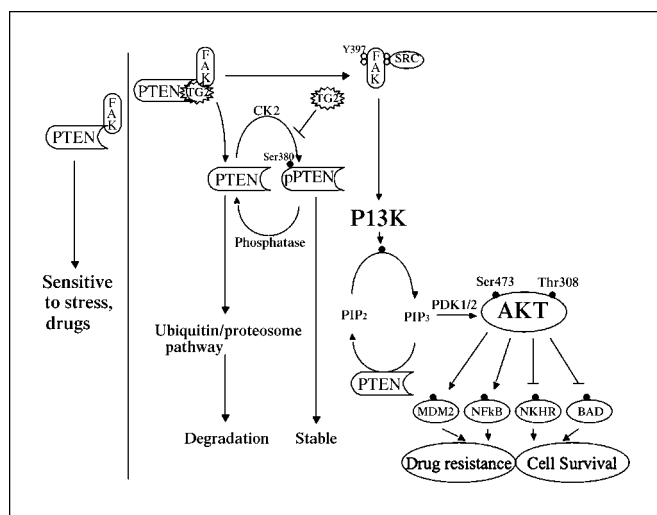 FAK
PTEN
Sensitive
to stress,
drugs
FAK
PTEN
TG2
Y397
FAK
SRC
CK2
TG2
Ser380
PTEN
pPTEN
Phosphatase
Ubiquitin/proteosome
pathway
Degradation
Stable
P13K
PIP2
PIP3
PDK1/2
PTEN
Ser473
Thr308
AKT
MDM2
NFkB
NKHR
BAD
Drug resistance
Cell Survival